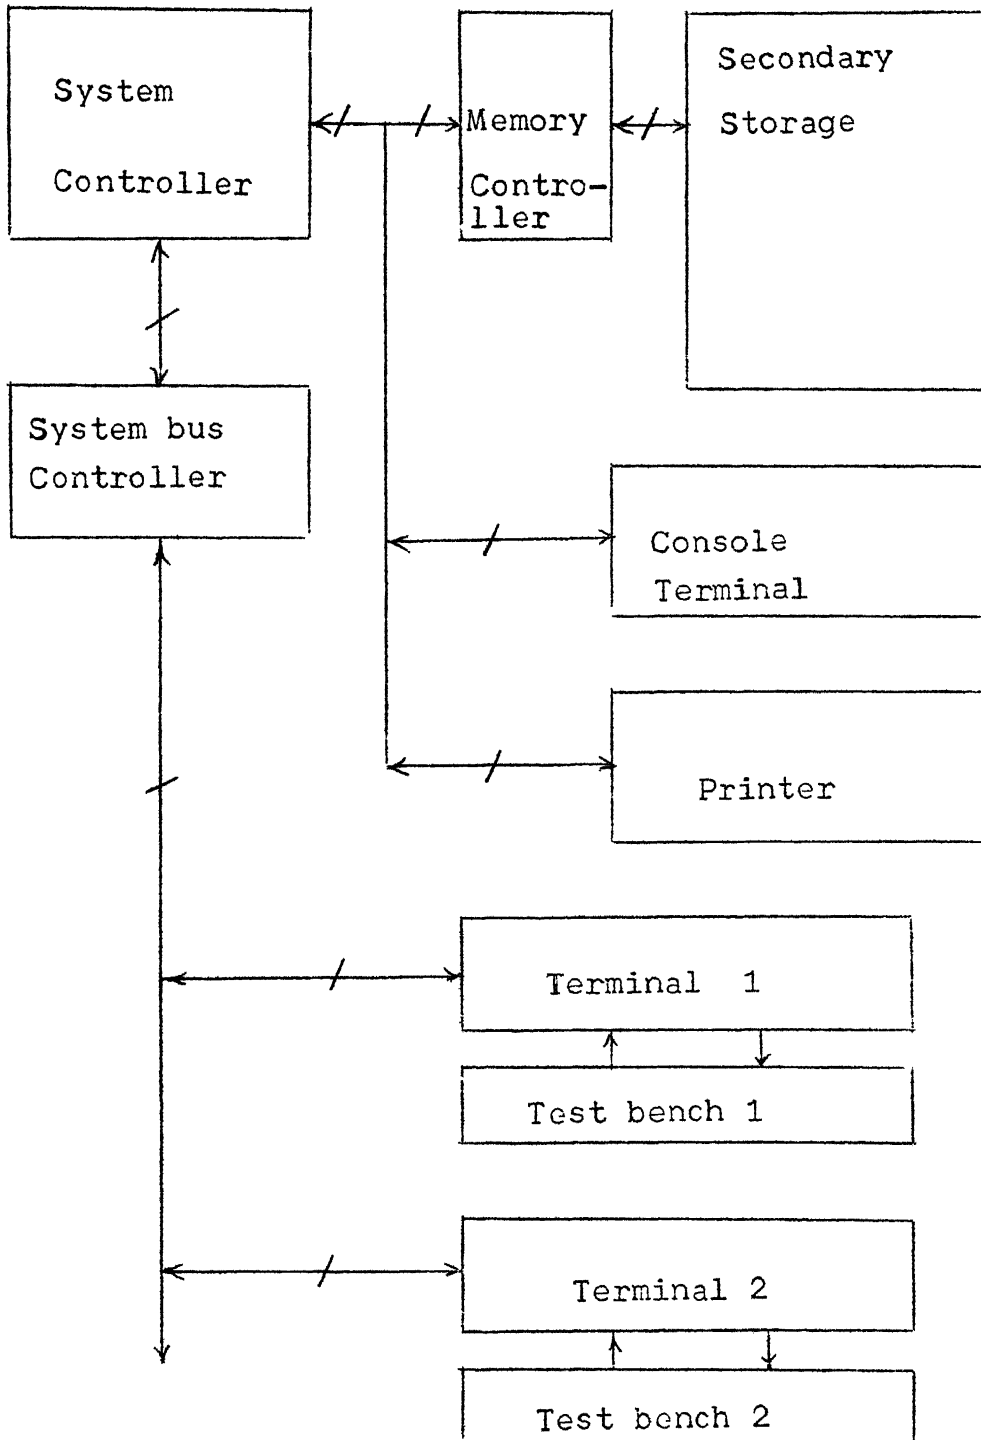 System
Controller
Memory
Contro-
ller
Secondary
Storage
System bus
Controller
Console
Terminal
Printer
Terminal 1
Test bench 1
Terminal 2
Test bench 2